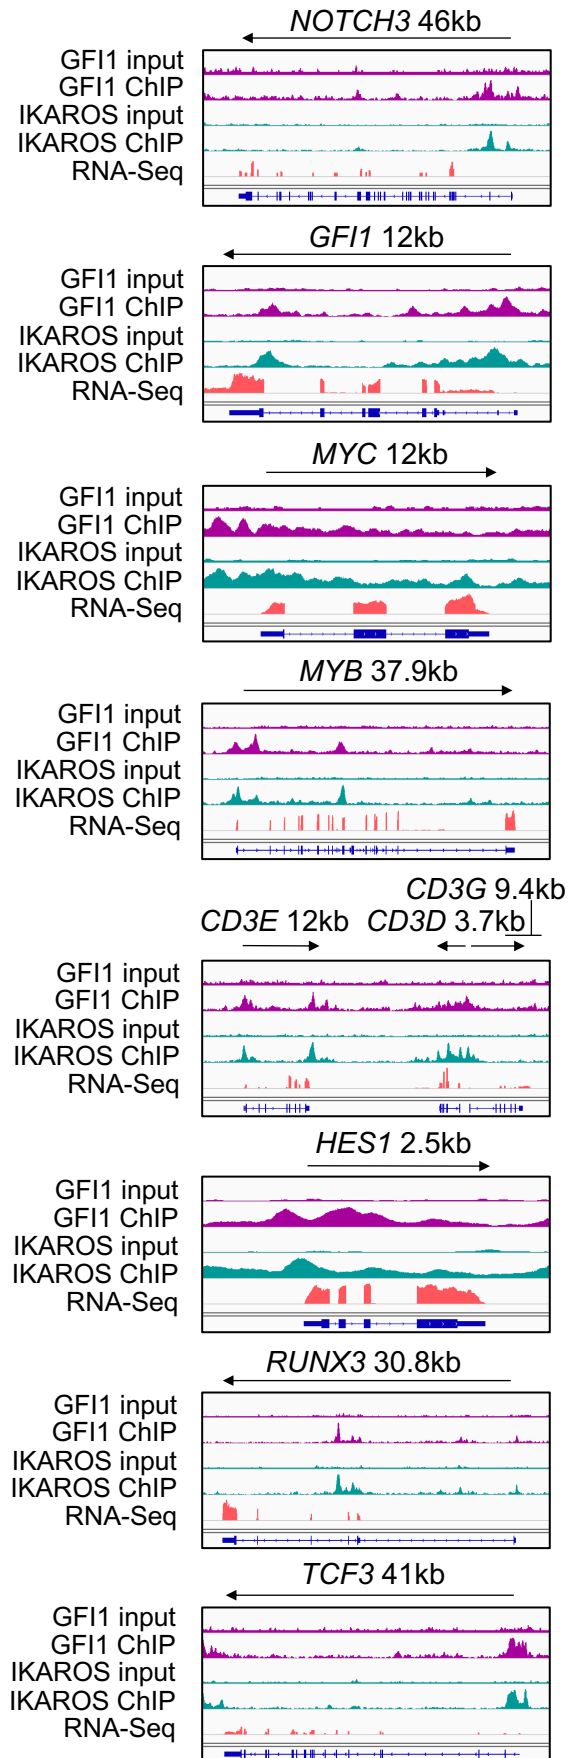 NOTCH3 46kb
GFI1 input
GFI1 ChIP
IKAROS input
IKAROS ChIP
RNA-Seq
GFI1 12kb
GFI1 input
GFI1 ChIP
IKAROS input
IKAROS ChIP
RNA-Seq
MYC 12kb
GFI1 input
GFI1 ChIP
IKAROS input
IKAROS ChIP
RNA-Seq
MYB 37.9kb
GFI1 input
GFI1 ChIP
IKAROS input
IKAROS ChIP
RNA-Seq
CD3G 9.4kb
CD3E 12kb CD3D 3.7kb
GFI1 input
GFI1 ChIP
IKAROS input
IKAROS ChIP
RNA-Seq
HES1 2.5kb
GFI1 input
GFI1 ChIP
IKAROS input
IKAROS ChIP
RNA-Seq
RUNX3 30.8kb
GFI1 input
GFI1 ChIP
IKAROS input
IKAROS ChIP
RNA-Seq
TCF3 41kb
GFI1 input
GFI1 ChIP
IKAROS input
IKAROS ChIP
RNA-Seq